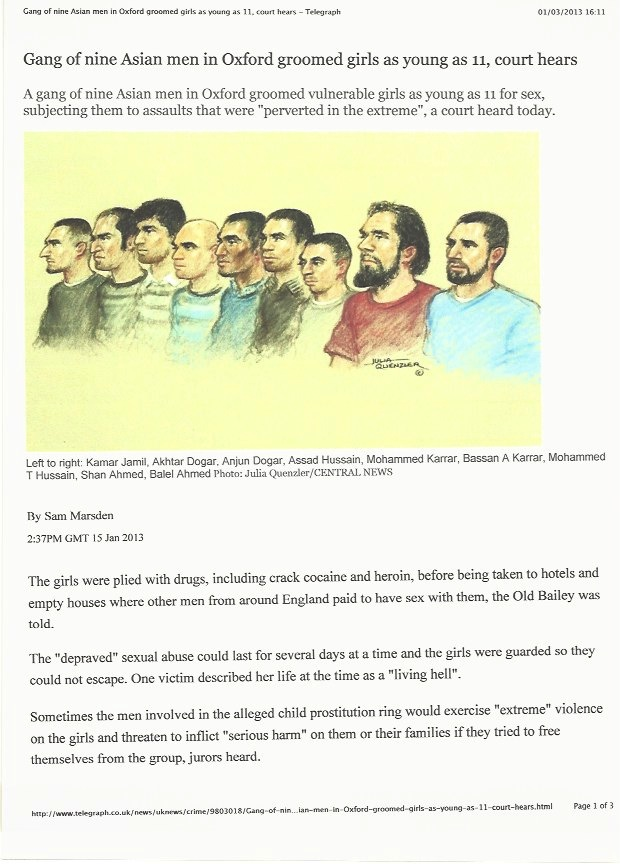 Gang of nine Asian men in Oxford groomed girls as young as 11, court hears – Telegraph
01/03/2013 16:11
Gang of nine Asian men in Oxford groomed girls as young as 11, court hears
A gang of nine Asian men in Oxford groomed vulnerable girls as young as 11 for sex,
subjecting them to assaults that were "perverted in the extreme", a court heard today.
JULIA
QUENZLER
©
Left to right: Kamar Jamil, Akhtar Dogar, Anjun Dogar, Assad Hussain, Mohammed Karrar, Bassan A Karrar, Mohammed
T Hussain, Shan Ahmed, Balel Ahmed Photo: Julia Quenzler/CENTRAL NEWS
By Sam Marsden
2:37PM GMT 15 Jan 2013
The girls were plied with drugs, including crack cocaine and heroin, before being taken to hotels and
empty houses where other men from around England paid to have sex with them, the Old Bailey was
told.
The "depraved" sexual abuse could last for several days at a time and the girls were guarded so they
could not escape. One victim described her life at the time as a "living hell".
Sometimes the men involved in the alleged child prostitution ring would exercise "extreme" violence
on the girls and threaten to inflict "serious harm" on them or their families if they tried to free
themselves from the group, jurors heard.
http://www.telegraph.co.uk/news/uknews/crime/9803018/Gang-of-nin...ian-men-in-Oxford-groomed-girls-as-young-as-11-court-hears.html
Page 1 of 3